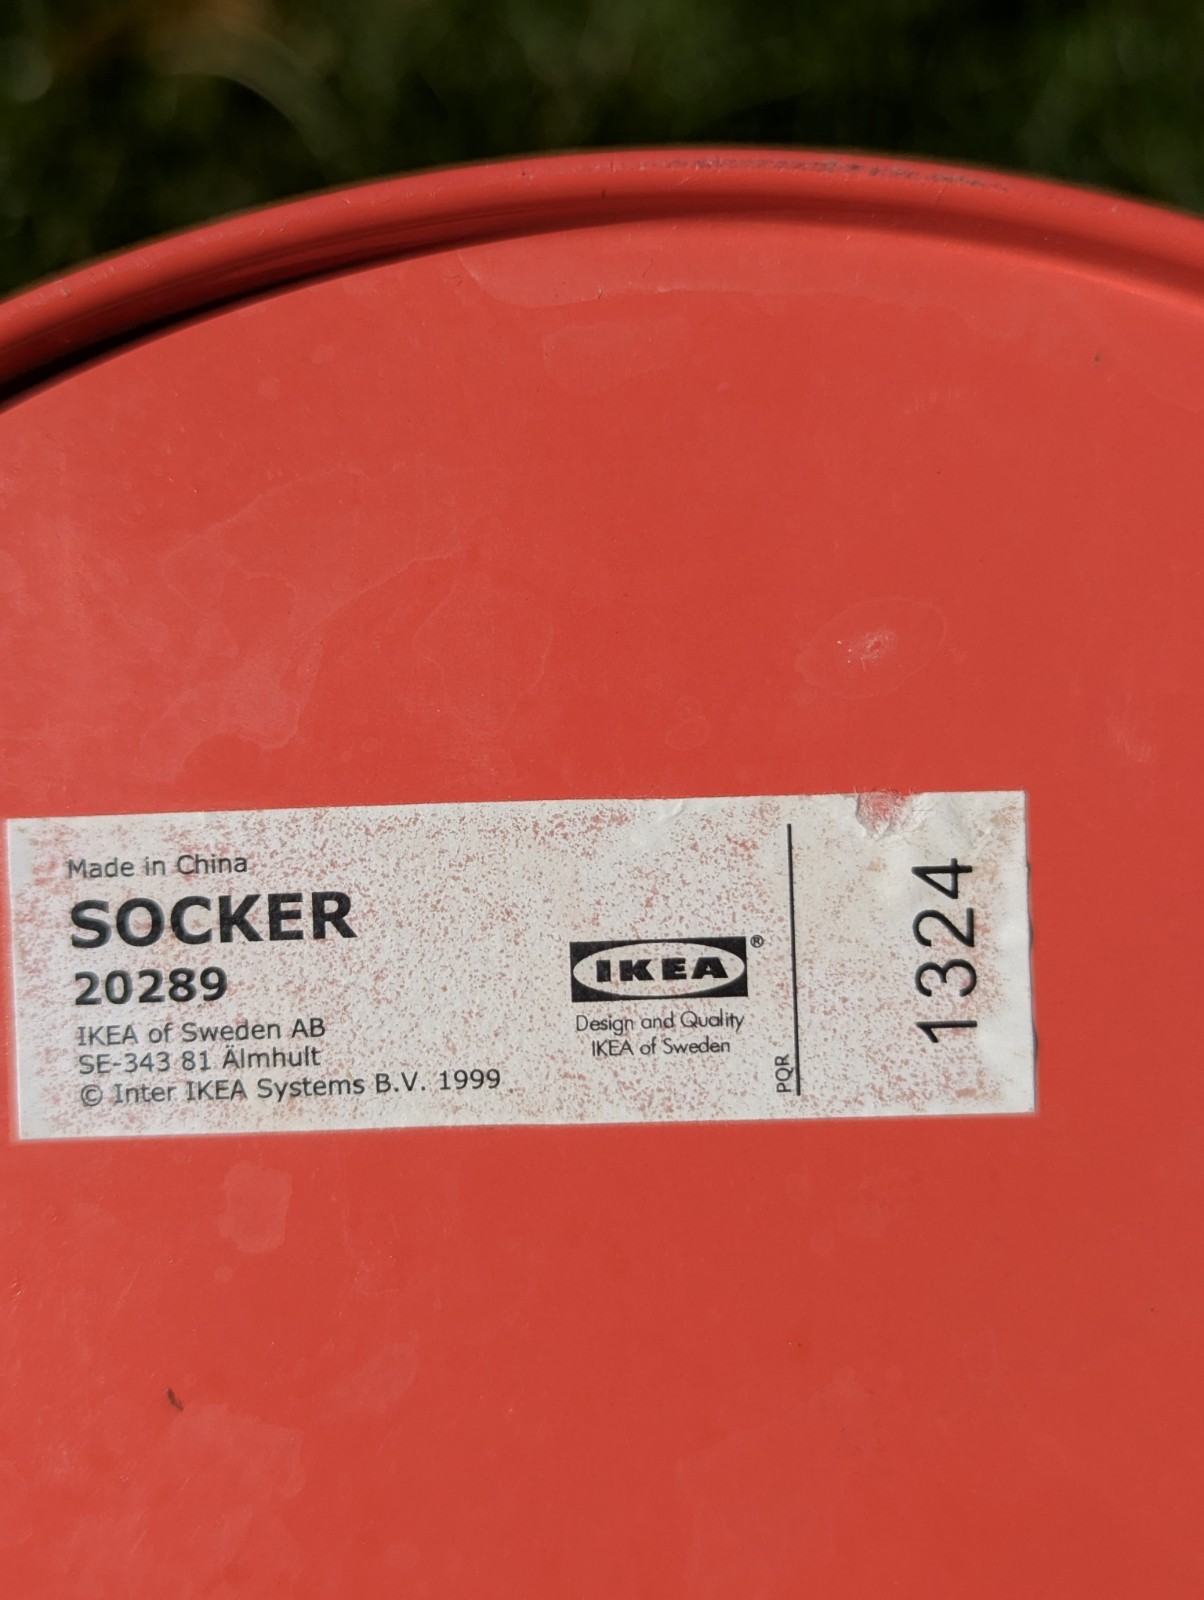 Made in China
SOCKER
20289
IKEA of Sweden AB
SE-343 81 Älmhult
© Inter IKEA Systems B.V. 1999
IKEA®
Design and Quality
IKEA of Sweden
PQR
1324